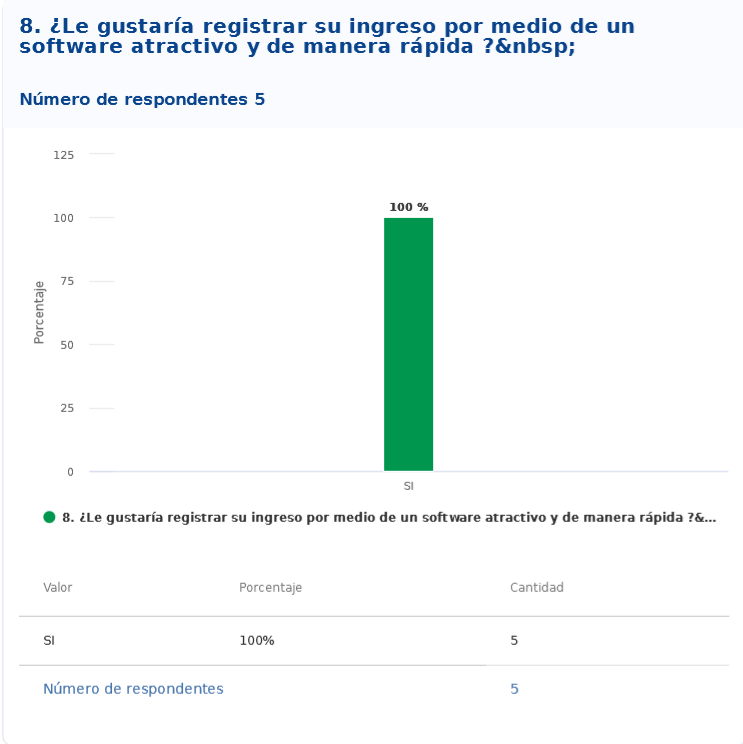 8. ¿Le gustaría registrar su ingreso por medio de un
software atractivo y de manera rápida ?&nbsp;
Número de respondentes 5
125
100 %
100
75
Porcentaje
50
25
0
SI
8. ¿Le gustaría registrar su ingreso por medio de un software atractivo y de manera rápida ?&...
Valor Porcentaje Cantidad
SI 100% 5
Número de respondentes 5